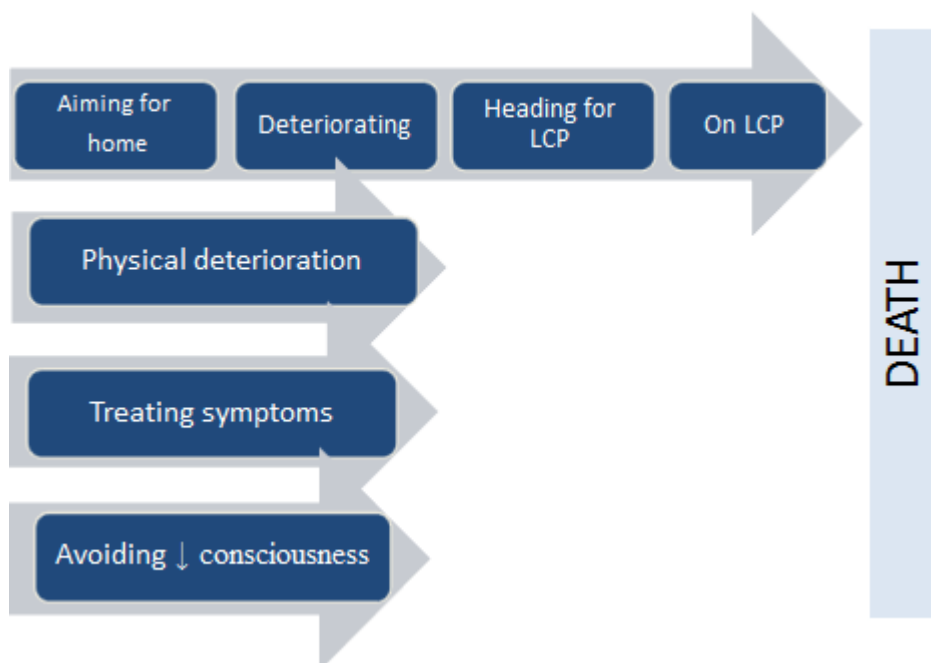 Aiming for
home
Deteriorating
Heading for
LCP
On LCP
Physical deterioration
Treating symptoms
Avoiding ↓ consciousness
DEATH